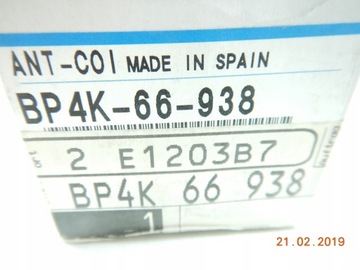 ANT-COI MADE IN SPAIN
BP4K-66-938
2 E1203B7
BP4K 66 938
1
21.02.2019